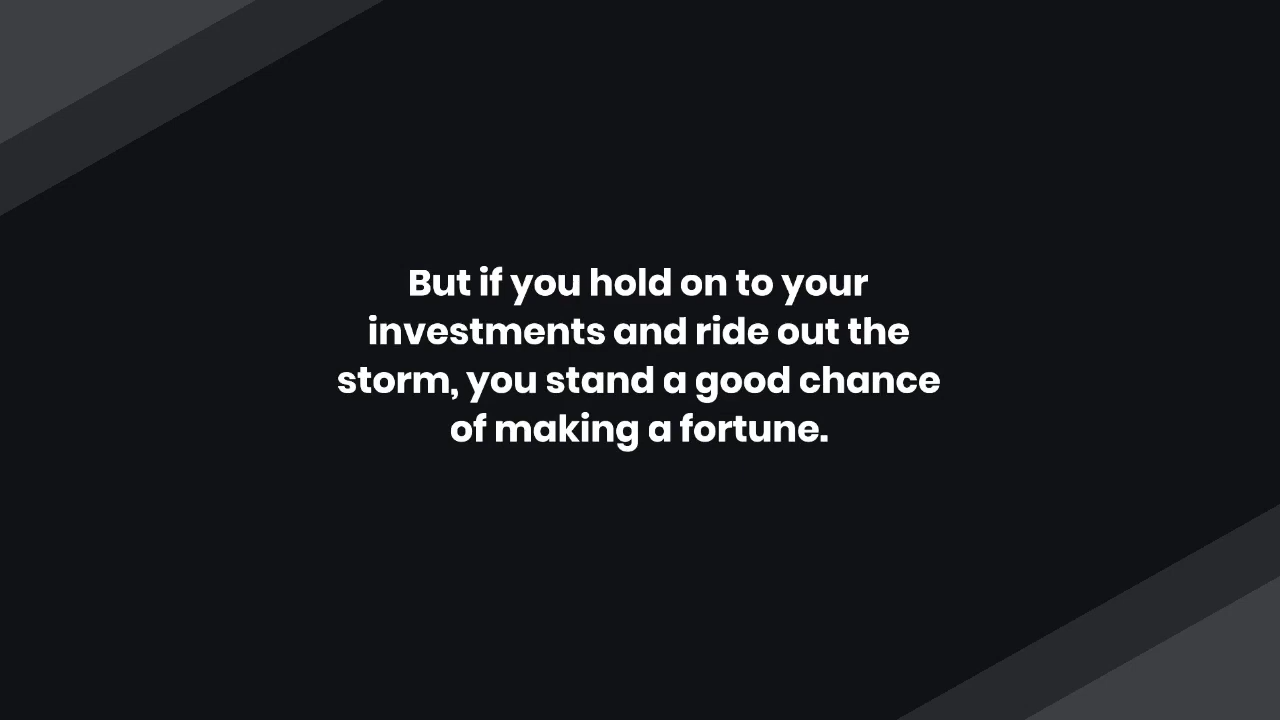 But if you hold on to your
investments and ride out the
storm, you stand a good chance
of making a fortune.